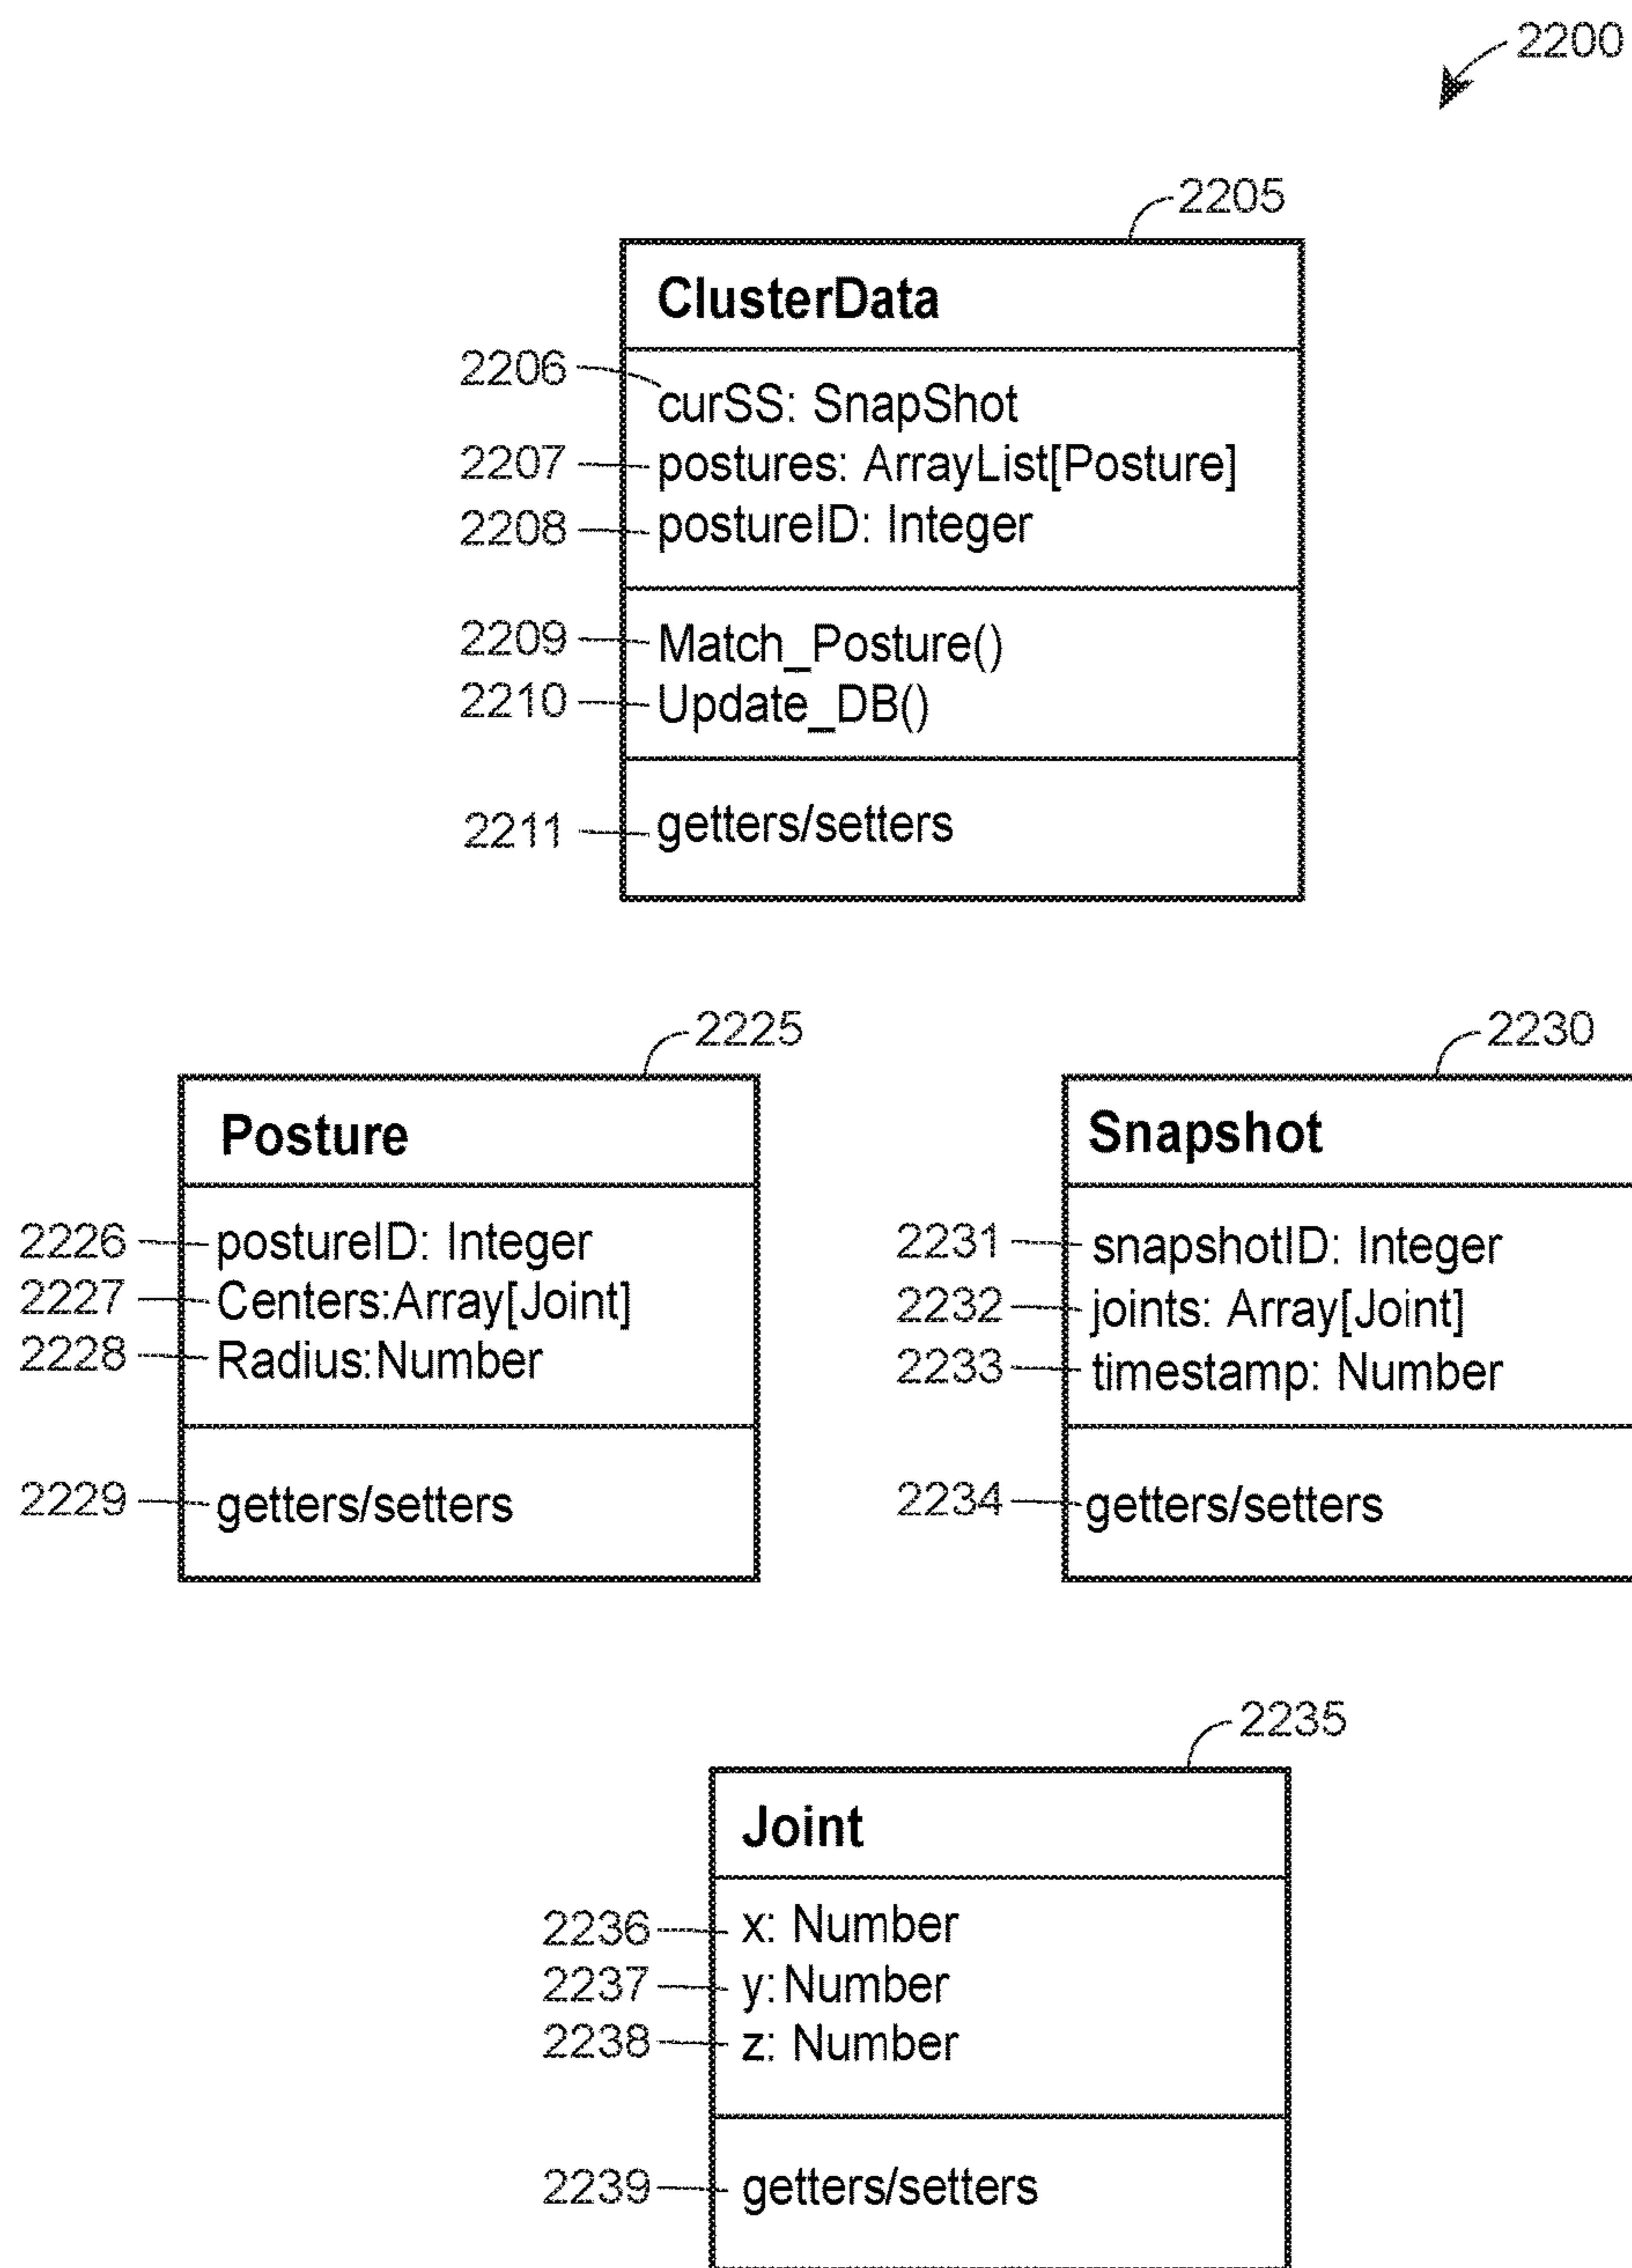 2200
2205
ClusterData
2206 curSS: SnapShot
2207 postures: ArrayList[Posture]
2208 postureID: Integer
2209 Match_Posture()
2210 Update_DB()
2211 getters/setters
2225
Posture
2226 postureID: Integer
2227 Centers:Array[Joint]
2228 Radius:Number
2229 getters/setters
2230
Snapshot
2231 snapshotID: Integer
2232 joints: Array[Joint]
2233 timestamp: Number
2234 getters/setters
2235
Joint
2236 x: Number
2237 y:Number
2238 z: Number
2239 getters/setters